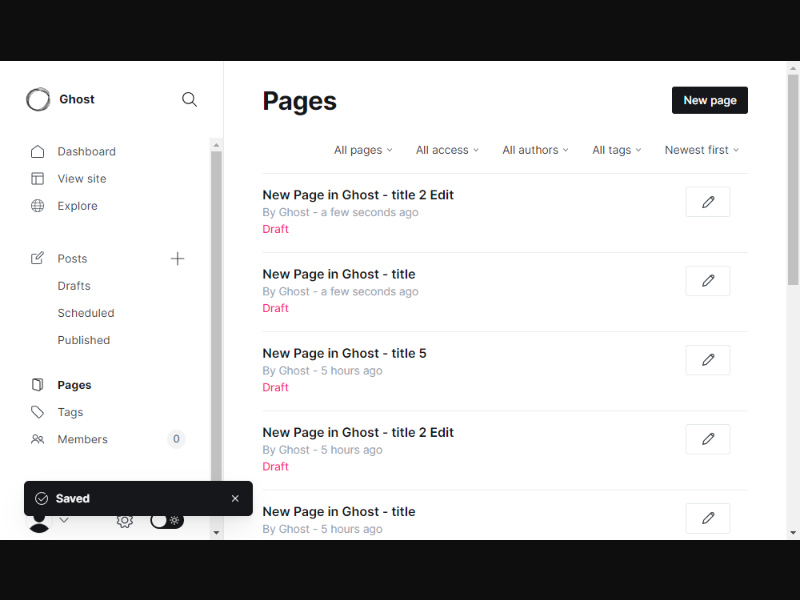 Ghost
Dashboard
View site
Explore
Posts
Drafts
Scheduled
Published
Pages
Tags
Members
0
Saved
Pages
New page
All pages
All access
All authors
All tags
Newest first
New Page in Ghost - title 2 Edit
By Ghost - a few seconds ago
Draft
New Page in Ghost - title
By Ghost - a few seconds ago
Draft
New Page in Ghost - title 5
By Ghost - 5 hours ago
Draft
New Page in Ghost - title 2 Edit
By Ghost - 5 hours ago
Draft
New Page in Ghost - title
By Ghost - 5 hours ago